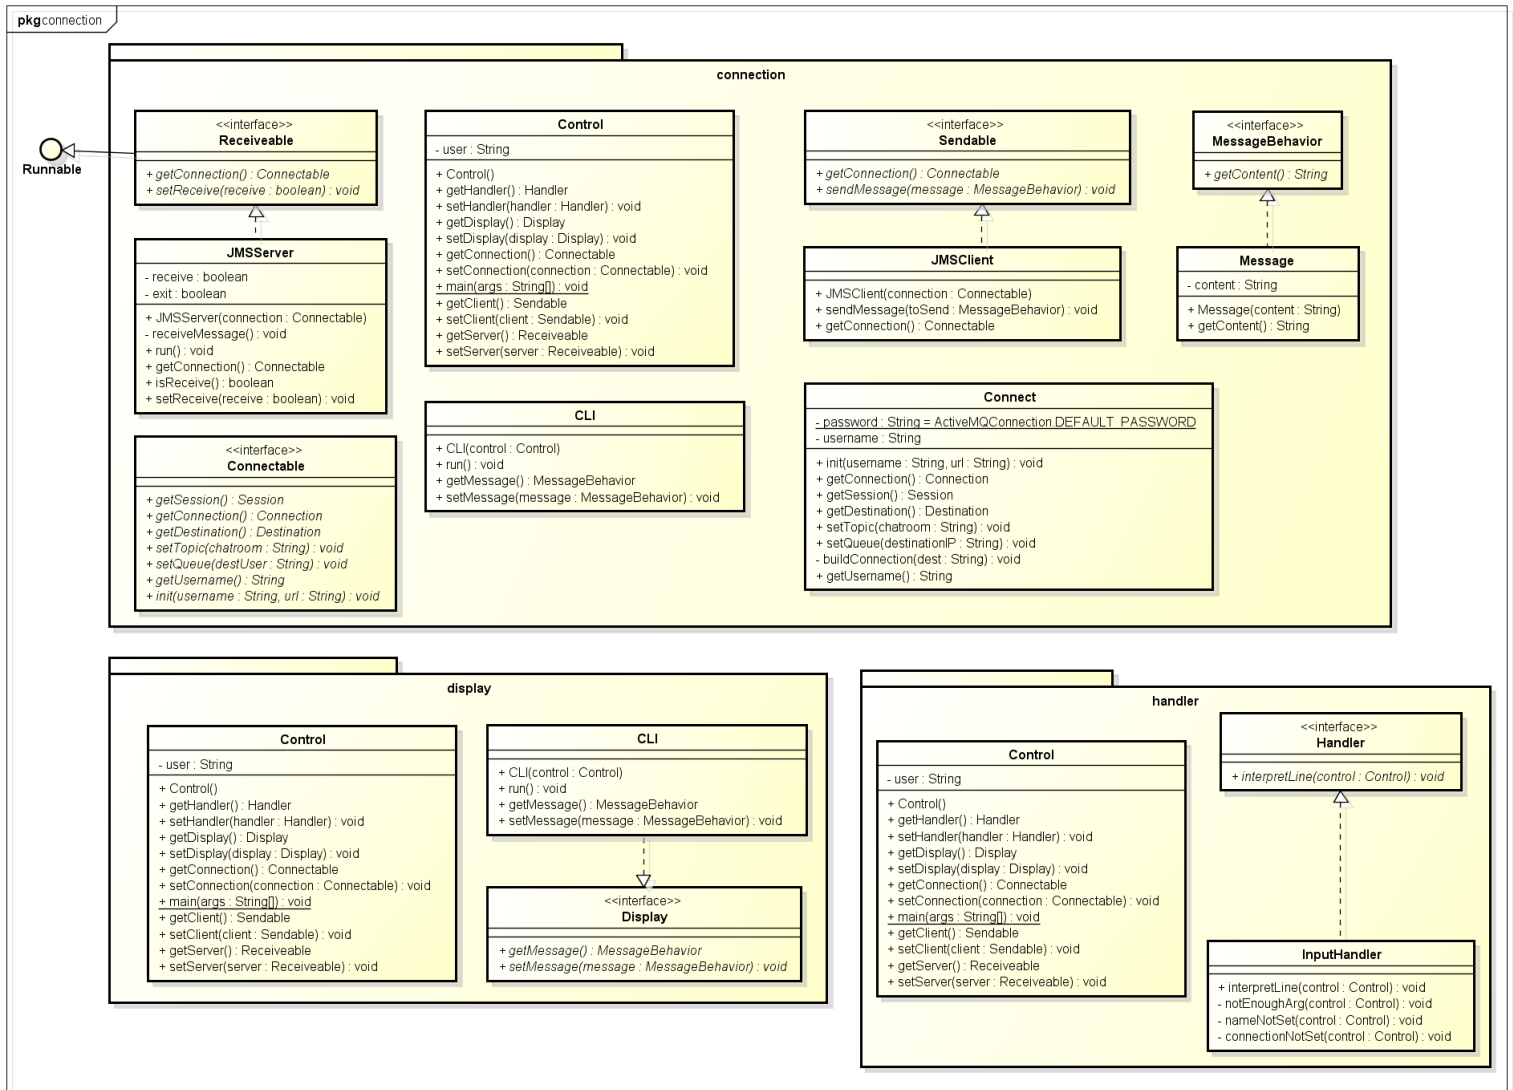 pkg connection
connection
Runnable
<<interface>>
Receiveable
+ getConnection() : Connectable
+ setReceive(receive : boolean) : void
JMSServer
- receive : boolean
- exit : boolean
+ JMSServer(connection : Connectable)
- receiveMessage() : void
+ run() : void
+ getConnection() : Connectable
+ isReceive() : boolean
+ setReceive(receive : boolean) : void
<<interface>>
Connectable
+ getSession() : Session
+ getConnection() : Connection
+ getDestination() : Destination
+ setTopic(chatroom : String) : void
+ setQueue(destUser : String) : void
+ getUsername() : String
+ init(username : String, url : String) : void
Control
- user : String
+ Control()
+ getHandler() : Handler
+ setHandler(handler : Handler) : void
+ getDisplay() : Display
+ setDisplay(display : Display) : void
+ getConnection() : Connectable
+ setConnection(connection : Connectable) : void
+ main(args : String[]) : void
+ getClient() : Sendable
+ setClient(client : Sendable) : void
+ getServer() : Receiveable
+ setServer(server : Receiveable) : void
CLI
+ CLI(control : Control)
+ run() : void
+ getMessage() : MessageBehavior
+ setMessage(message : MessageBehavior) : void
<<interface>>
Sendable
+ getConnection() : Connectable
+ sendMessage(message : MessageBehavior) : void
JMSClient
+ JMSClient(connection : Connectable)
+ sendMessage(toSend : MessageBehavior) : void
+ getConnection() : Connectable
<<interface>>
MessageBehavior
+ getContent() : String
Message
- content : String
+ Message(content : String)
+ getContent() : String
Connect
- password : String = ActiveMQConnection.DEFAULT_PASSWORD
- username : String
+ init(username : String, url : String) : void
+ getConnection() : Connection
+ getSession() : Session
+ getDestination() : Destination
+ setTopic(chatroom : String) : void
+ setQueue(destinationIP : String) : void
- buildConnection(dest : String) : void
+ getUsername() : String
display
Control
- user : String
+ Control()
+ getHandler() : Handler
+ setHandler(handler : Handler) : void
+ getDisplay() : Display
+ setDisplay(display : Display) : void
+ getConnection() : Connectable
+ setConnection(connection : Connectable) : void
+ main(args : String[]) : void
+ getClient() : Sendable
+ setClient(client : Sendable) : void
+ getServer() : Receiveable
+ setServer(server : Receiveable) : void
CLI
+ CLI(control : Control)
+ run() : void
+ getMessage() : MessageBehavior
+ setMessage(message : MessageBehavior) : void
<<interface>>
Display
+ getMessage() : MessageBehavior
+ setMessage(message : MessageBehavior) : void
handler
Control
- user : String
+ Control()
+ getHandler() : Handler
+ setHandler(handler : Handler) : void
+ getDisplay() : Display
+ setDisplay(display : Display) : void
+ getConnection() : Connectable
+ setConnection(connection : Connectable) : void
+ main(args : String[]) : void
+ getClient() : Sendable
+ setClient(client : Sendable) : void
+ getServer() : Receiveable
+ setServer(server : Receiveable) : void
<<interface>>
Handler
+ interpretLine(control : Control) : void
InputHandler
+ interpretLine(control : Control) : void
- notEnoughArg(control : Control) : void
- nameNotSet(control : Control) : void
- connectionNotSet(control : Control) : void